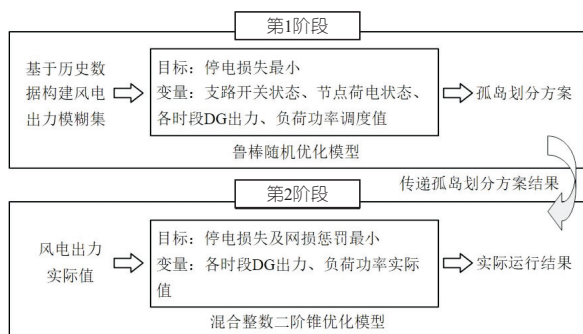 第1阶段
基于历史数
据构建风电
出力模糊集
目标：停电损失最小
变量：支路开关状态、节点荷电状态、
各时段DG出力、负荷功率调度值
孤岛划分方案
鲁棒随机优化模型
传递孤岛划分方案结果
第2阶段
风电出力
实际值
目标：停电损失及网损惩罚最小
变量：各时段DG出力、负荷功率实际
值
实际运行结果
混合整数二阶锥优化模型